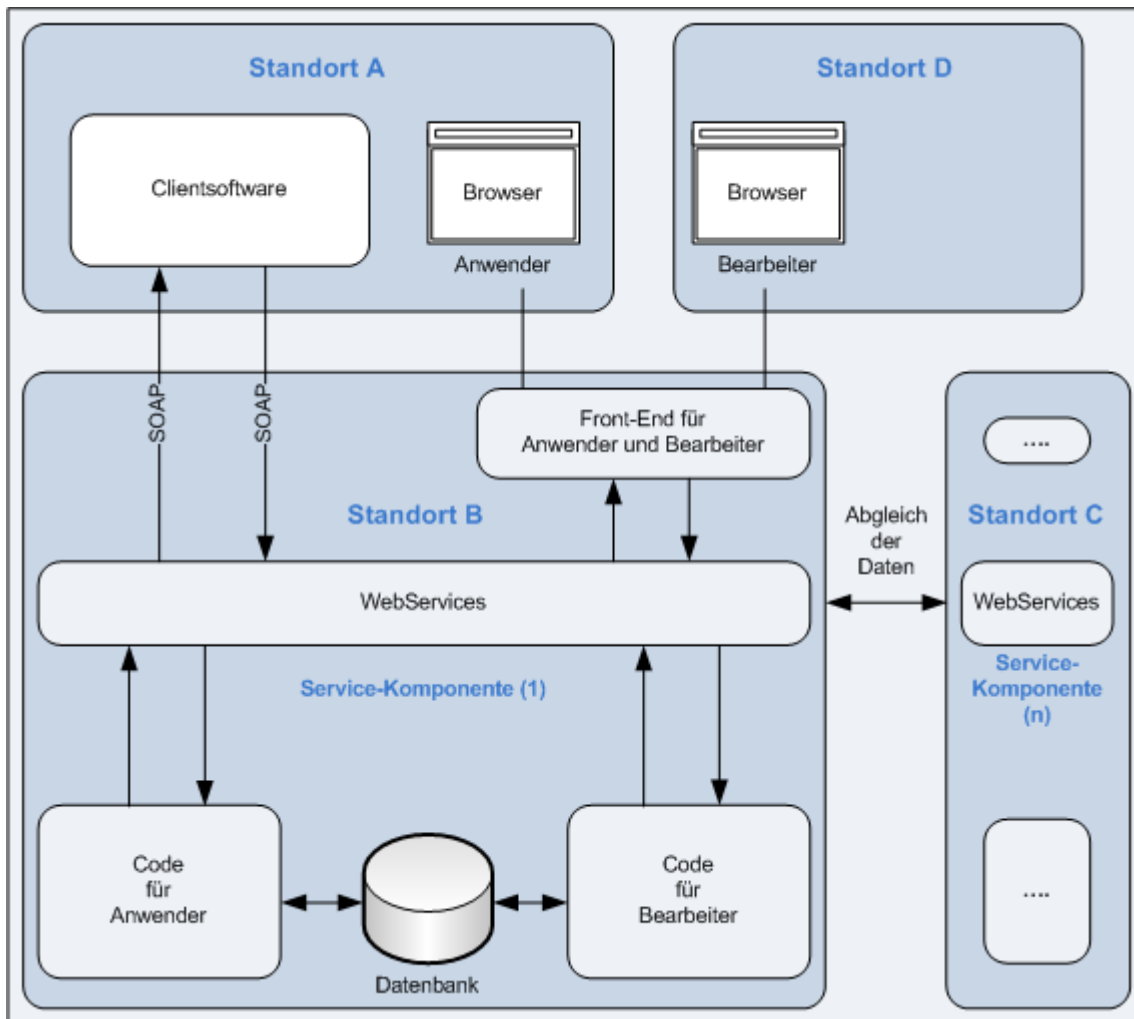 Standort A
Standort D
Clientsoftware
Browser
Anwender
Browser
Bearbeiter
SOAP
SOAP
Front-End für
Anwender und Bearbeiter
Standort B
WebServices
Service-Komponente (1)
Code
für
Anwender
Datenbank
Code
für
Bearbeiter
Abgleich
der
Daten
....
Standort C
WebServices
Service-
Komponente
(n)
....